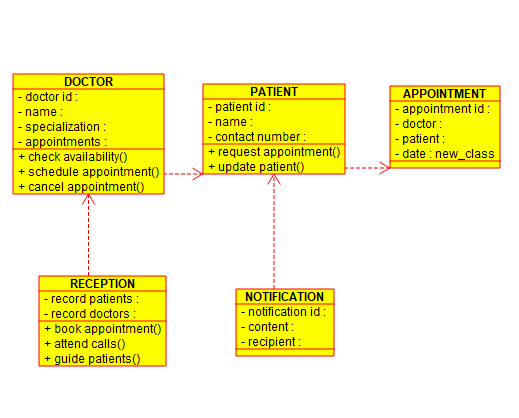 DOCTOR
- doctor id :
- name :
- specialization :
- appointments :
+ check availability()
+ schedule appointment()
+ cancel appointment()
PATIENT
- patient id :
- name :
- contact number :
+ request appointment()
+ update patient()
APPOINTMENT
- appointment id :
- doctor :
- patient :
- date : new_class
RECEPTION
- record patients :
- record doctors :
+ book appointment()
+ attend calls()
+ guide patients()
NOTIFICATION
- notification id :
- content :
- recipient :